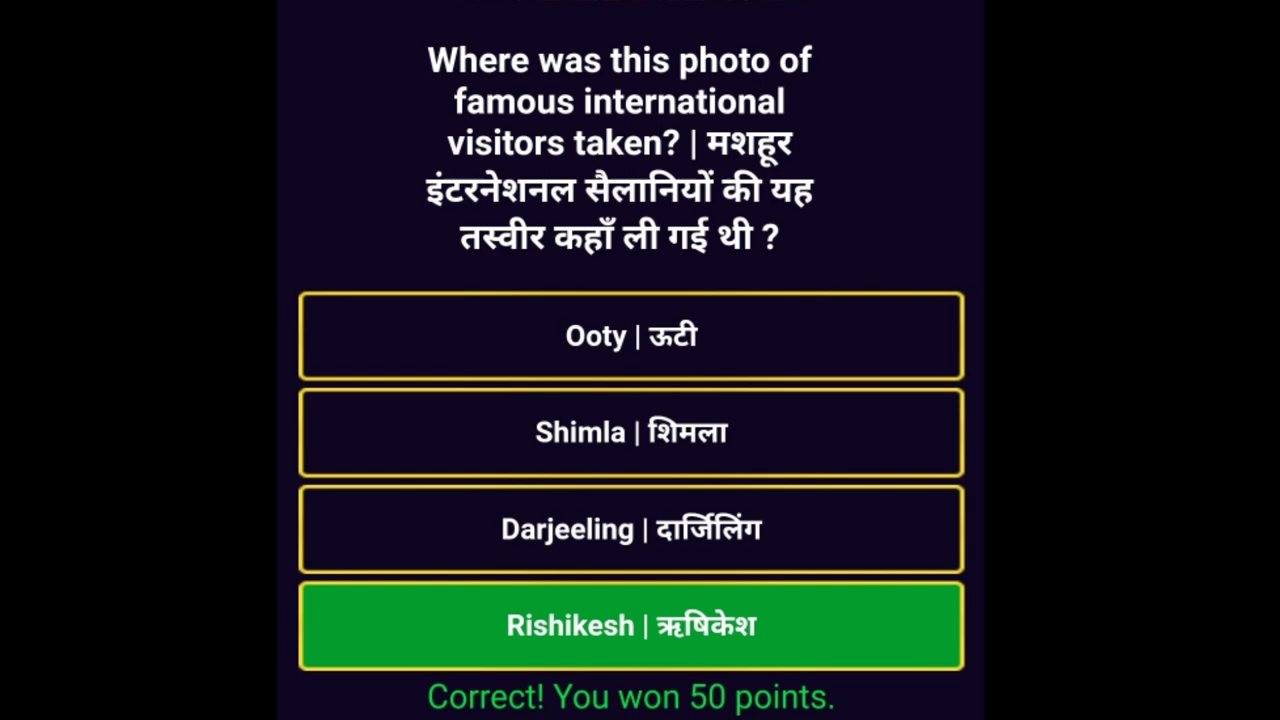 Where was this photo of
famous international
visitors taken? | मशहूर
इंटरनेशनल सैलानियों की यह
तस्वीर कहाँ ली गई थी ?
Ooty | ऊटी
Shimla | शिमला
Darjeeling | दार्जिलिंग
Rishikesh | ऋषिकेश
Correct! You won 50 points.